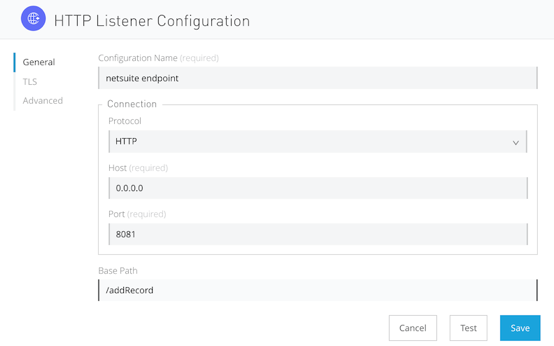 HTTP Listener Configuration
General
TLS
Advanced
Configuration Name (required)
netsuite endpoint
Connection
Protocol
HTTP
Host (required)
0.0.0.0
Port (required)
8081
Base Path
/addRecord
Cancel
Test
Save